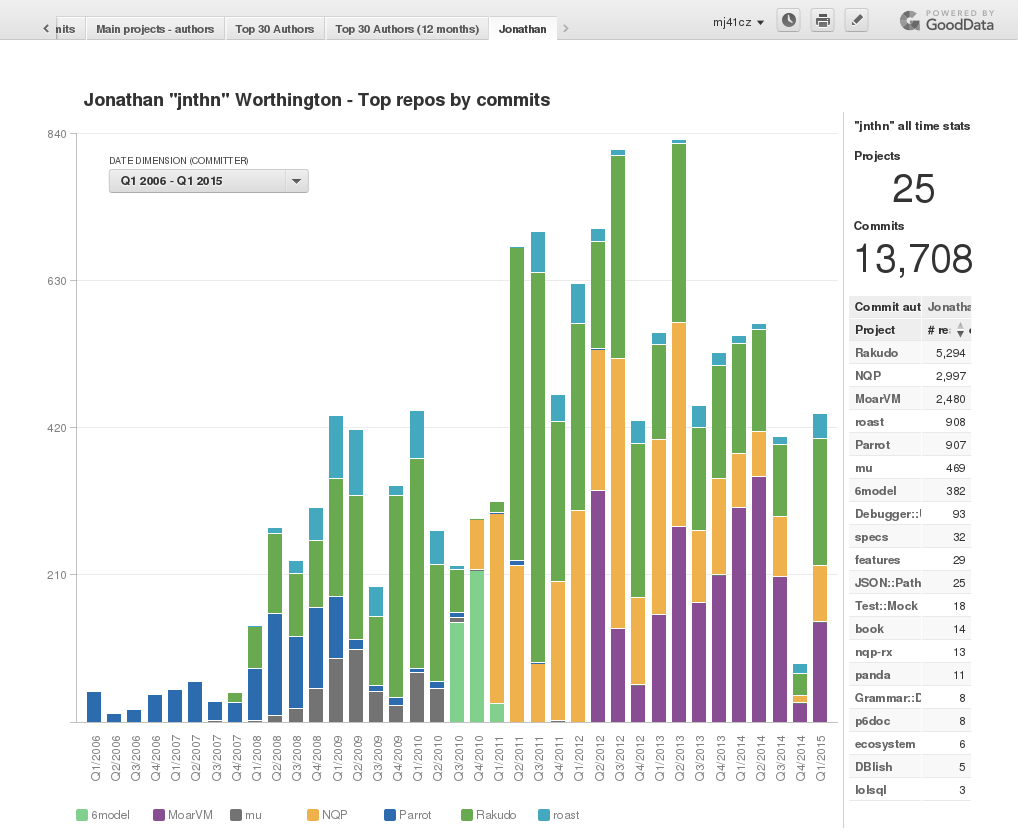 nits
Main projects - authors
Top 30 Authors
Top 30 Authors (12 months)
Jonathan
mj41cz
POWERED BY
GoodData
Jonathan "jnthn" Worthington - Top repos by commits
DATE DIMENSION (COMMITTER)
Q1 2006 - Q1 2015
840
630
420
210
Q1/2006
Q2/2006
Q3/2006
Q4/2006
Q1/2007
Q2/2007
Q3/2007
Q4/2007
Q1/2008
Q2/2008
Q3/2008
Q4/2008
Q1/2009
Q2/2009
Q3/2009
Q4/2009
Q1/2010
Q2/2010
Q3/2010
Q4/2010
Q1/2011
Q2/2011
Q3/2011
Q4/2011
Q1/2012
Q2/2012
Q3/2012
Q4/2012
Q1/2013
Q2/2013
Q3/2013
Q4/2013
Q1/2014
Q2/2014
Q3/2014
Q4/2014
Q1/2015
6model
MoarVM
mu
NQP
Parrot
Rakudo
roast
"jnthn" all time stats
Projects
25
Commits
13,708
Commit aut Jonatha
Project # re
Rakudo 5,294
NQP 2,997
MoarVM 2,480
roast 908
Parrot 907
mu 469
6model 382
Debugger:: 93
specs 32
features 29
JSON::Path 25
Test::Mock 18
book 14
nqp-rx 13
panda 11
Grammar::D 8
p6doc 8
ecosystem 6
DBIish 5
lolsql 3